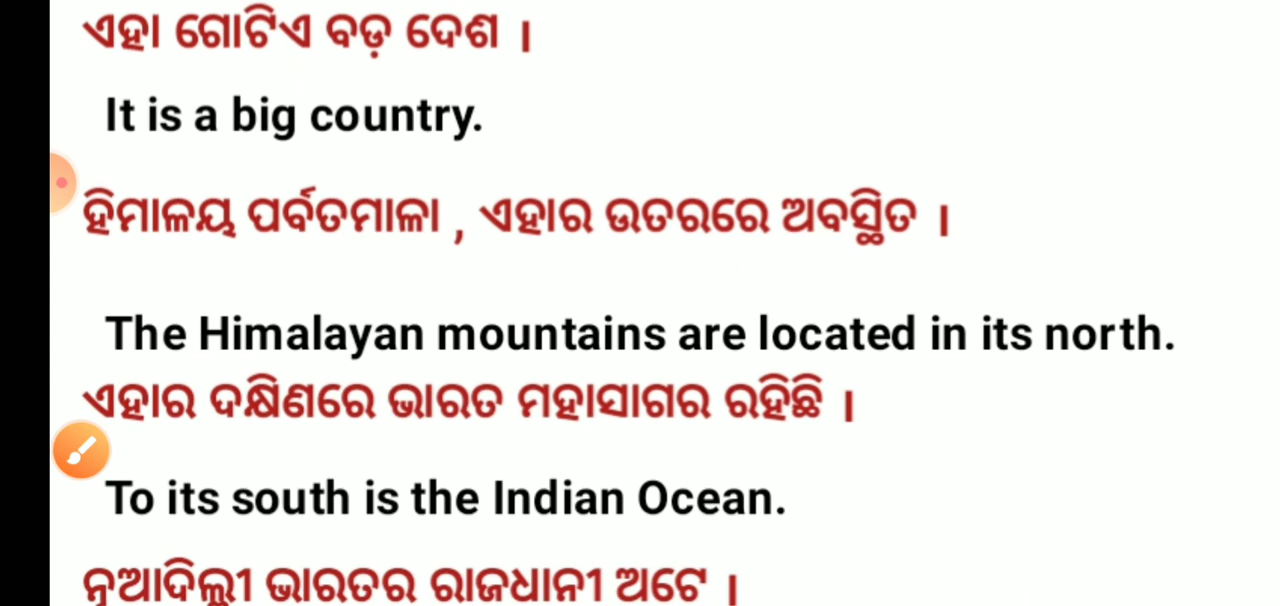 ଏହା ଗୋଟିଏ ବଡ଼ ଦେଶ ।
It is a big country.
ହିମାଳୟ ପର୍ବତମାଳା , ଏହାର ଉତରରେ ଅବସ୍ଥିତ ।
The Himalayan mountains are located in its north.
ଏହାର ଦକ୍ଷିଣରେ ଭାରତ ମହାସାଗର ରହିଛି ।
To its south is the Indian Ocean.
ନୂଆଦିଲ୍ଲୀ ଭାରତର ରାଜଧାନୀ ଅଟେ ।